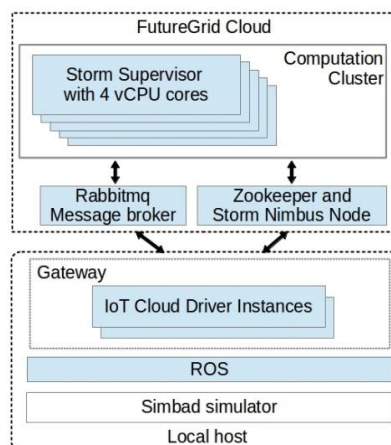 FutureGrid Cloud
Computation
Cluster
Storm Supervisor
with 4 vCPU cores
Rabbitmq
Message broker
Zookeeper and
Storm Nimbus Node
Gateway
IoT Cloud Driver Instances
ROS
Simbad simulator
Local host